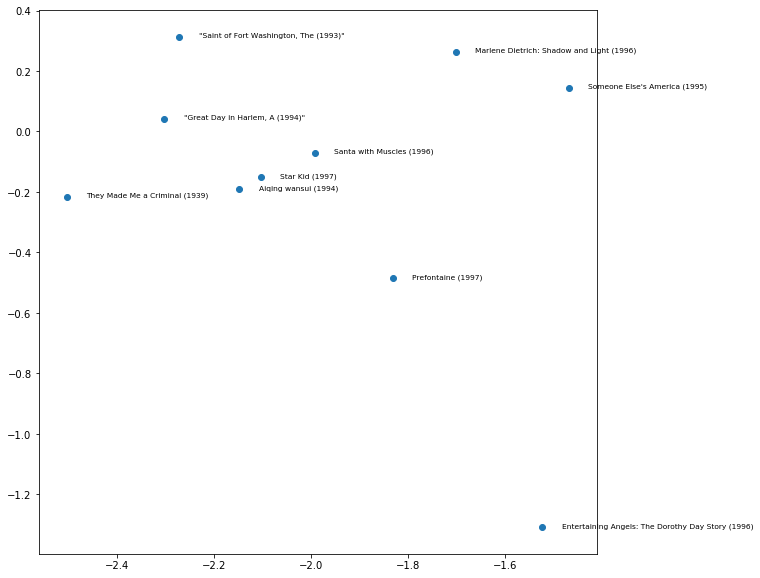 0.4
"Saint of Fort Washington, The (1993)"
Marlene Dietrich: Shadow and Light (1996)
0.2
Someone Else's America (1995)
"Great Day in Harlem, A (1994)"
0.0
Santa with Muscles (1996)
Star Kid (1997)
Aiqing wansui (1994)
−0.2
They Made Me a Criminal (1939)
−0.4
Prefontaine (1997)
−0.6
−0.8
−1.0
−1.2
Entertaining Angels: The Dorothy Day Story (1996)
−2.4 −2.2 −2.0 −1.8 −1.6